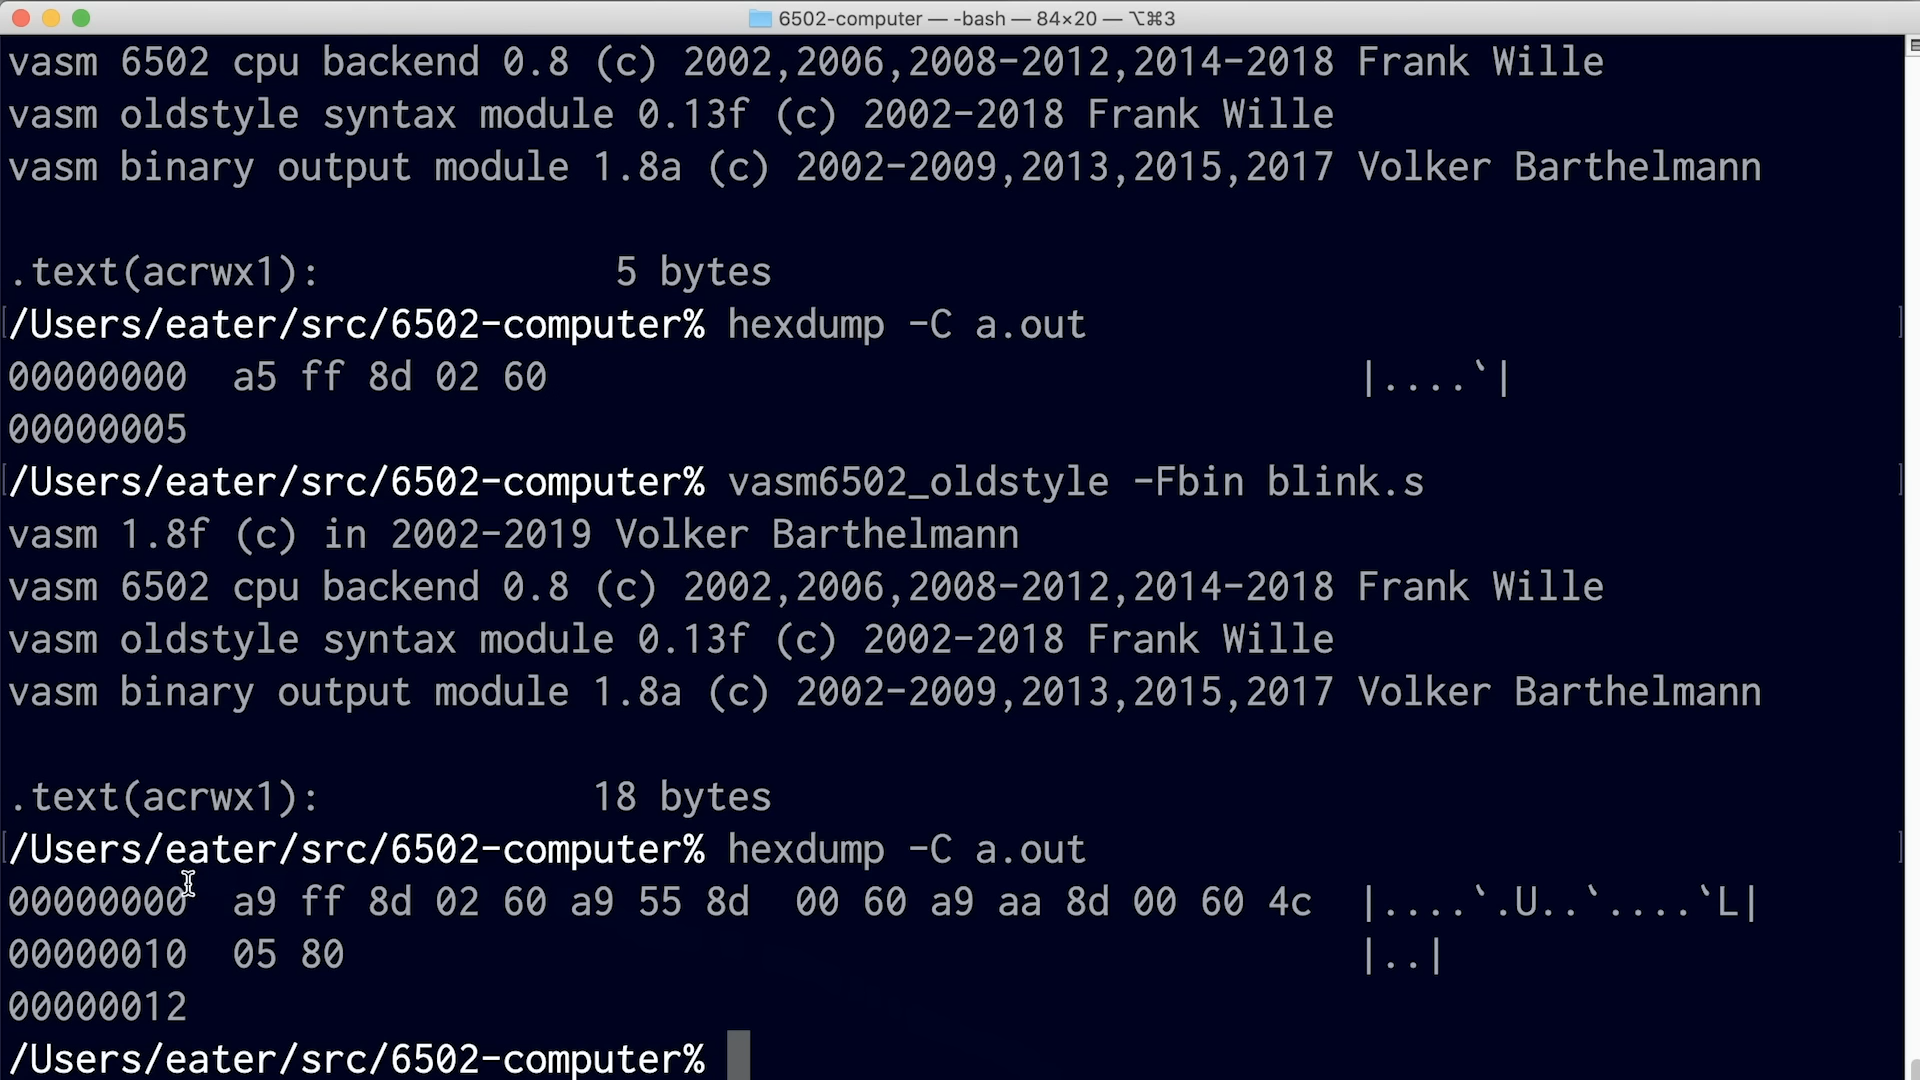 6502-computer — -bash — 84×20 — ⌥⌘3
vasm 6502 cpu backend 0.8 (c) 2002,2006,2008-2012,2014-2018 Frank Wille
vasm oldstyle syntax module 0.13f (c) 2002-2018 Frank Wille
vasm binary output module 1.8a (c) 2002-2009,2013,2015,2017 Volker Barthelmann
.text(acrwx1):             5 bytes
/Users/eater/src/6502-computer% hexdump -C a.out
00000000  a5 ff 8d 02 60                                    |....`|
00000005
/Users/eater/src/6502-computer% vasm6502_oldstyle -Fbin blink.s
vasm 1.8f (c) in 2002-2019 Volker Barthelmann
vasm 6502 cpu backend 0.8 (c) 2002,2006,2008-2012,2014-2018 Frank Wille
vasm oldstyle syntax module 0.13f (c) 2002-2018 Frank Wille
vasm binary output module 1.8a (c) 2002-2009,2013,2015,2017 Volker Barthelmann
.text(acrwx1):            18 bytes
/Users/eater/src/6502-computer% hexdump -C a.out
00000000  a9 ff 8d 02 60 a9 55 8d  00 60 a9 aa 8d 00 60 4c  |....`.U..`....`L|
00000010  05 80                                             |..|
00000012
/Users/eater/src/6502-computer%